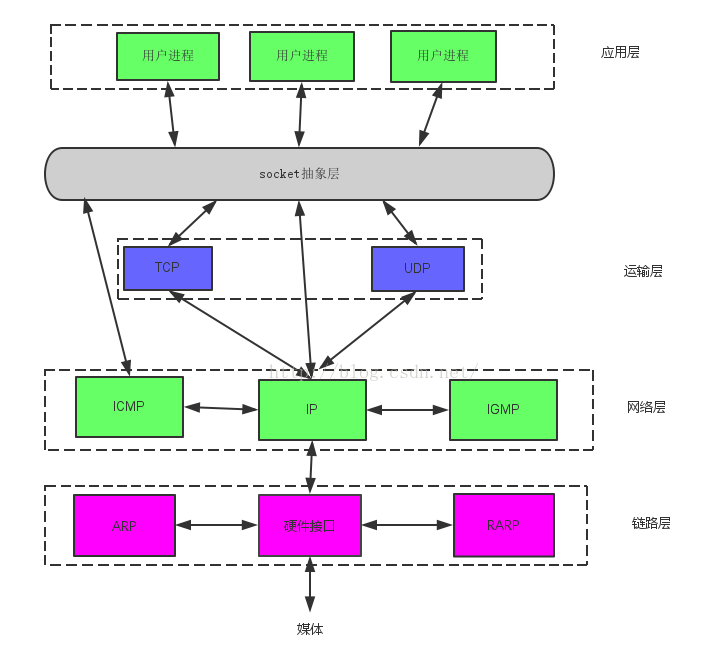 用户进程 用户进程 用户进程 应用层
socket抽象层
TCP UDP 运输层
http://blog.csdn.net/
ICMP IP IGMP 网络层
ARP 硬件接口 RARP 链路层
媒体